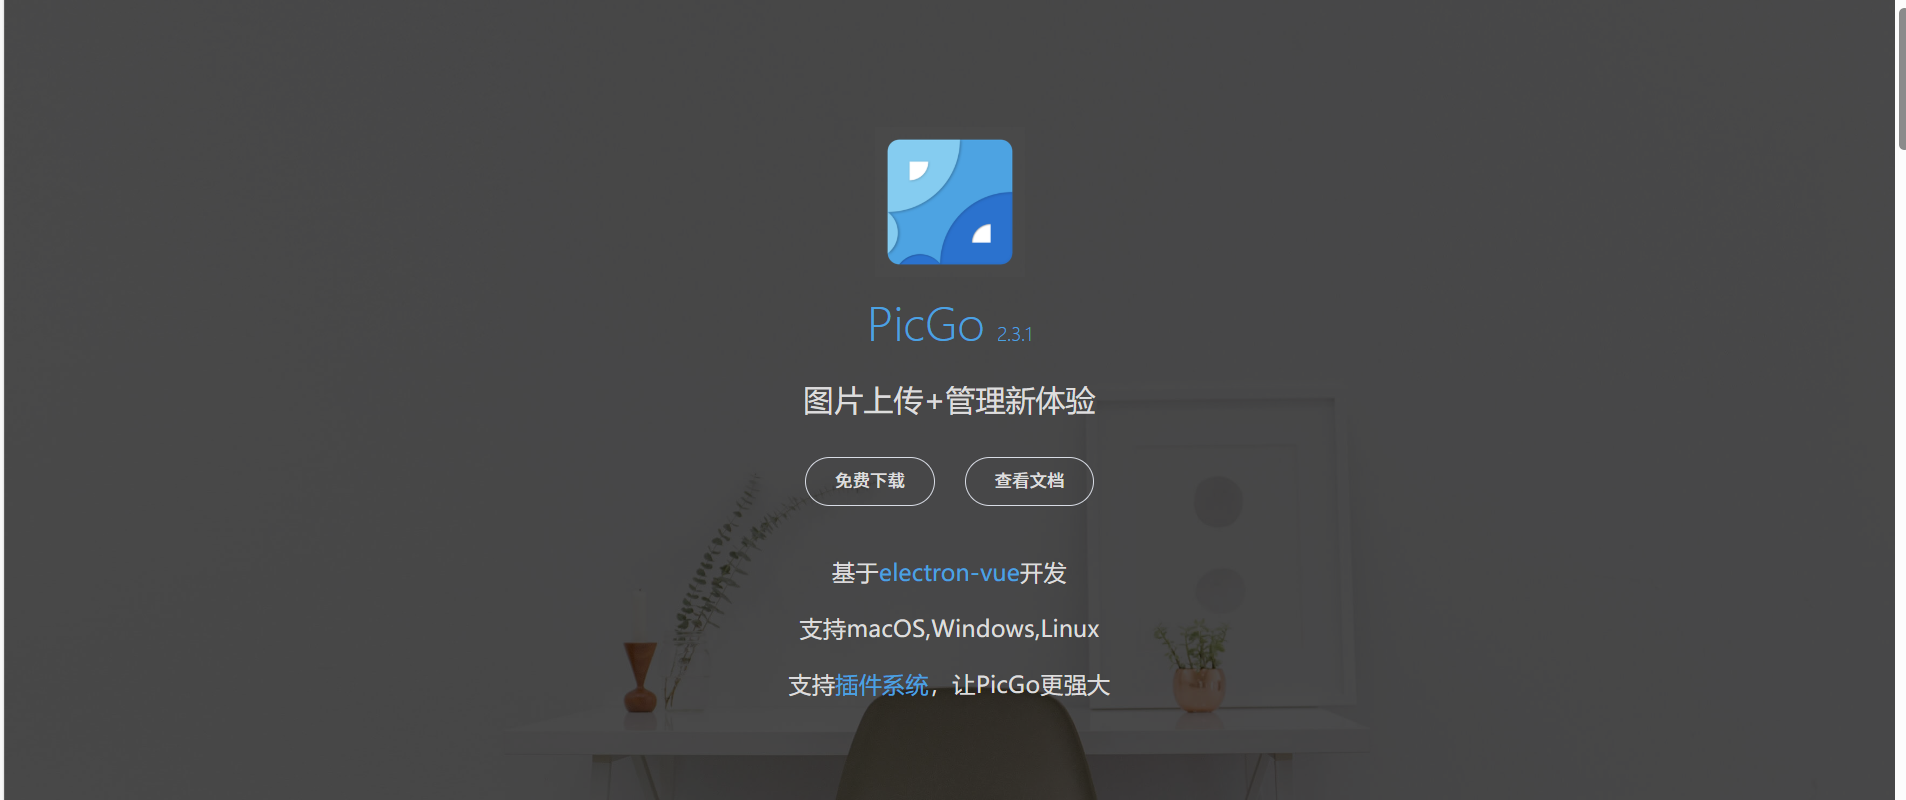 PicGo 2.3.1
图片上传+管理新体验
免费下载 查看文档
基于electron-vue开发
支持macOS,Windows,Linux
支持插件系统，让PicGo更强大